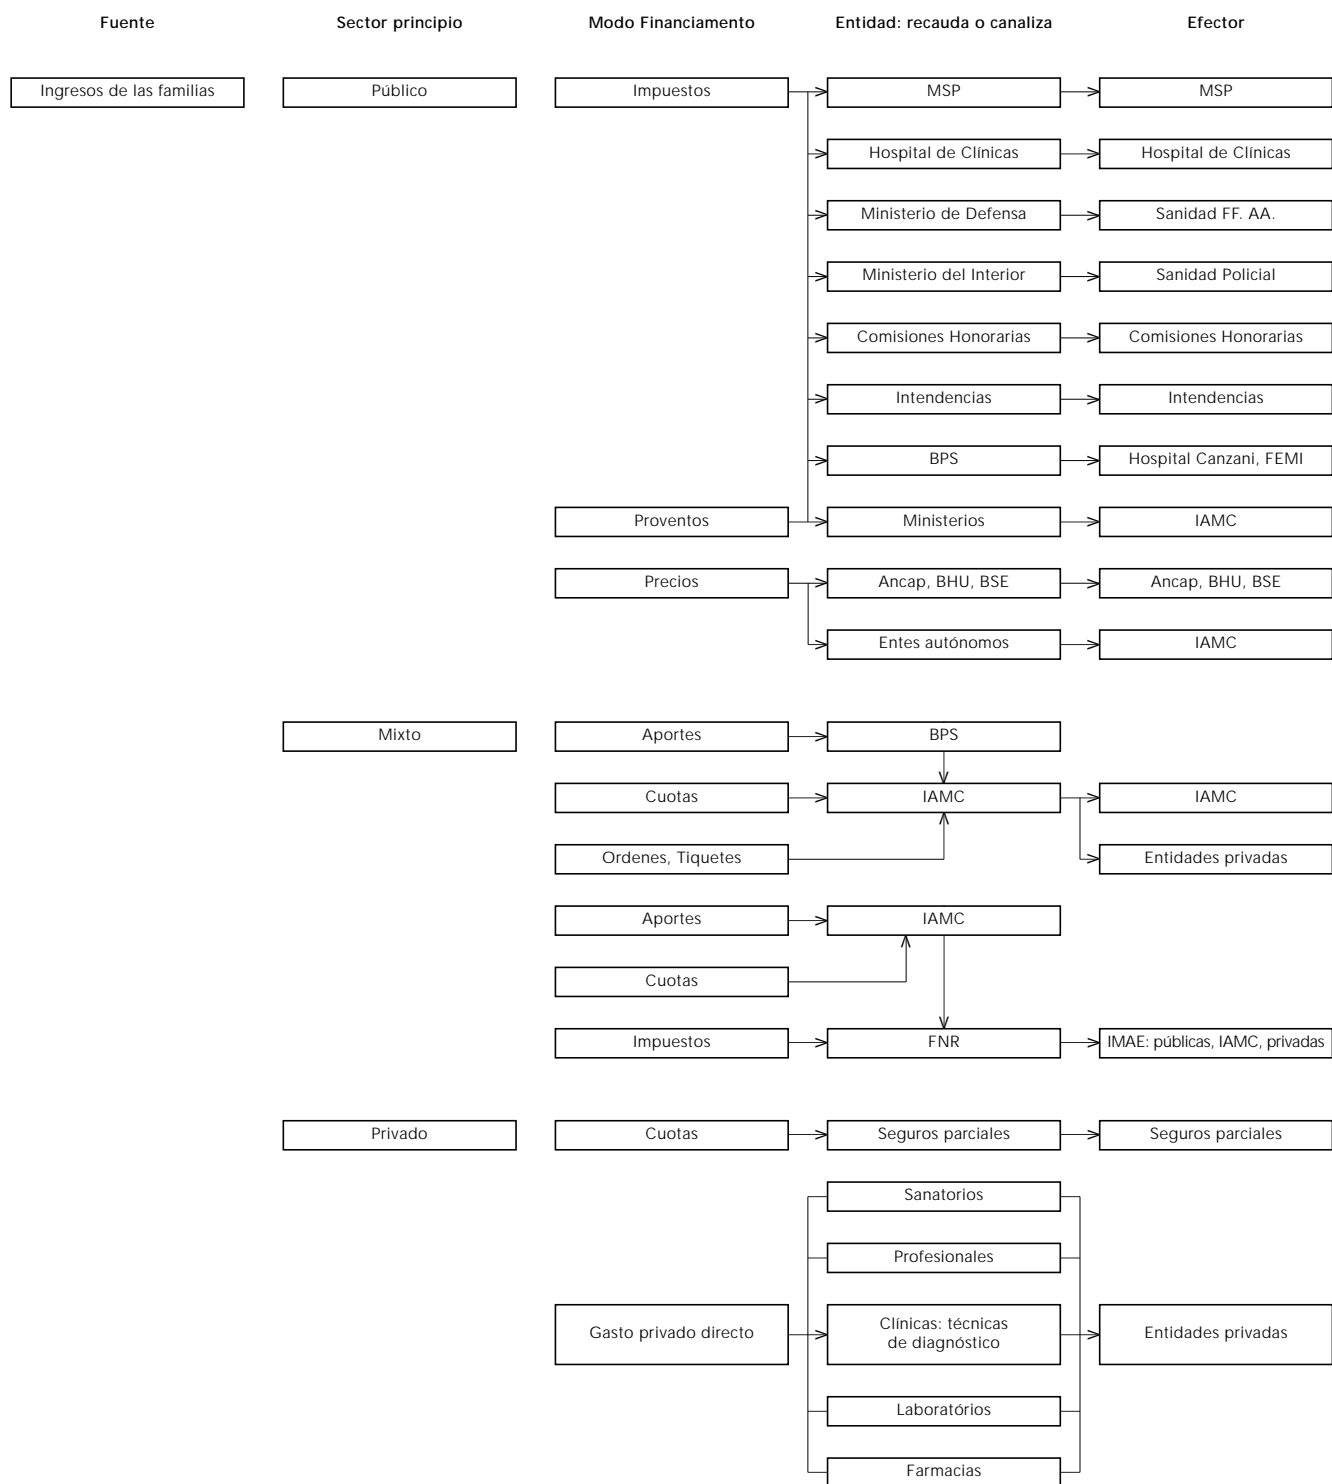 Fuente
Sector principio
Modo Financiamento
Entidad: recauda o canaliza
Efector
Ingresos de las familias
Público
Impuestos
MSP
MSP
Hospital de Clínicas
Hospital de Clínicas
Ministerio de Defensa
Sanidad FF. AA.
Ministerio del Interior
Sanidad Policial
Comisiones Honorarias
Comisiones Honorarias
Intendencias
Intendencias
BPS
Hospital Canzani, FEMI
Proventos
Ministerios
IAMC
Precios
Ancap, BHU, BSE
Ancap, BHU, BSE
Entes autónomos
IAMC
Mixto
Aportes
BPS
Cuotas
IAMC
IAMC
Ordenes, Tiquetes
Entidades privadas
Aportes
IAMC
Cuotas
Impuestos
FNR
IMAE: públicas, IAMC, privadas
Privado
Cuotas
Seguros parciales
Seguros parciales
Sanatorios
Profesionales
Gasto privado directo
Clínicas: técnicas
de diagnóstico
Entidades privadas
Laboratórios
Farmacias